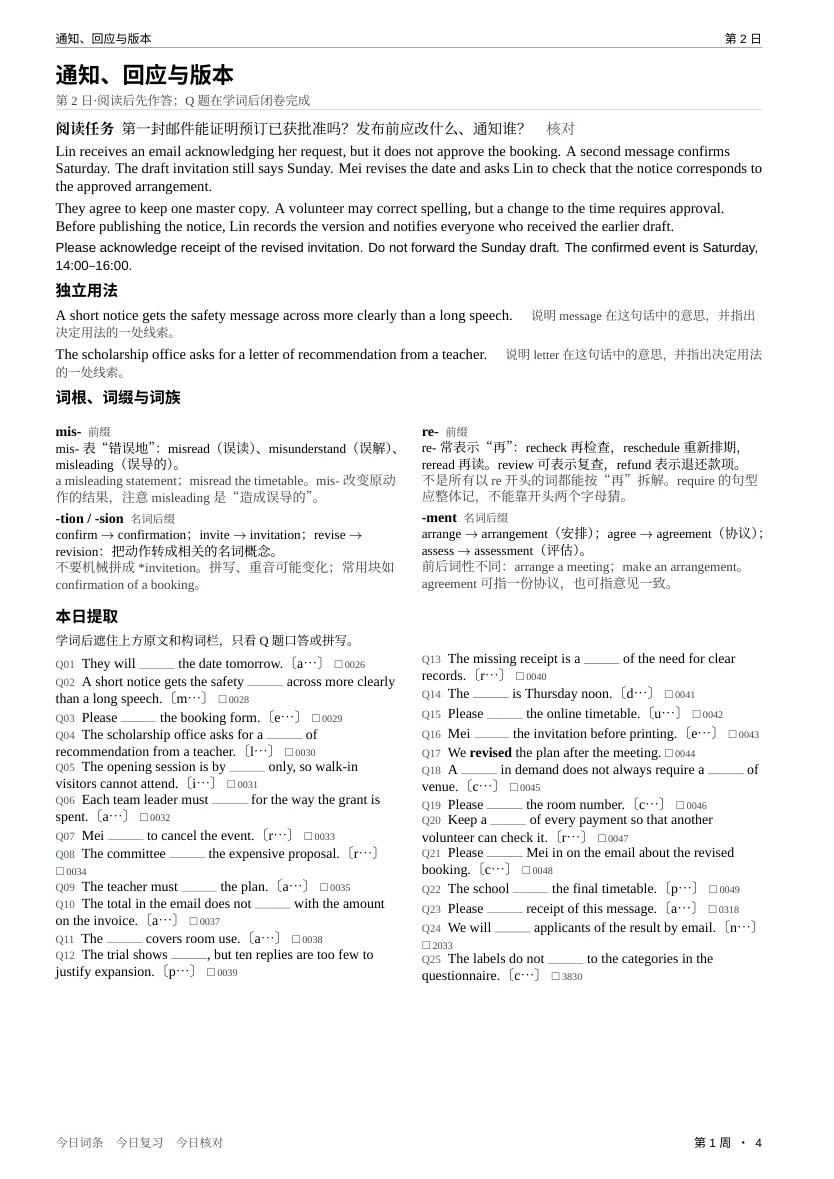 通知、回应与版本 第 2 日
通知、回应与版本
第 2 日·阅读后先作答；Q 题在学词后闭卷完成
阅读任务 第一封邮件能证明预订已获批准吗？发布前应改什么、通知谁？ 核对
Lin receives an email acknowledging her request, but it does not approve the booking. A second message confirms
Saturday. The draft invitation still says Sunday. Mei revises the date and asks Lin to check that the notice corresponds to
the approved arrangement.
They agree to keep one master copy. A volunteer may correct spelling, but a change to the time requires approval.
Before publishing the notice, Lin records the version and notifies everyone who received the earlier draft.
Please acknowledge receipt of the revised invitation. Do not forward the Sunday draft. The confirmed event is Saturday,
14:00–16:00.
独立用法
A short notice gets the safety message across more clearly than a long speech. 说明 message 在这句话中的意思，并指出
决定用法的一处线索。
The scholarship office asks for a letter of recommendation from a teacher. 说明 letter 在这句话中的意思，并指出决定用法
的一处线索。
词根、词缀与词族
mis- 前缀
mis- 表“错误地”：misread（误读）、misunderstand（误解）、
misleading（误导的）。
a misleading statement；misread the timetable。mis- 改变原动
作的结果，注意 misleading 是“造成误导的”。
-tion / -sion 名词后缀
confirm → confirmation；invite → invitation；revise →
revision：把动作转成相关的名词概念。
不要机械拼成 *invitetion。拼写、重音可能变化；常用块如
confirmation of a booking。
re- 前缀
re- 常表示“再”：recheck 再检查，reschedule 重新排期，
reread 再读。review 可表示复查，refund 表示退还款项。
不是所有以 re 开头的词都能按“再”拆解。require 的句型
应整体记，不能靠开头两个字母猜。
-ment 名词后缀
arrange → arrangement（安排）；agree → agreement（协议）；
assess → assessment（评估）。
前后词性不同：arrange a meeting；make an arrangement。
agreement 可指一份协议，也可指意见一致。
本日提取
学词后遮住上方原文和构词栏，只看 Q 题口答或拼写。
Q01 They will _____ the date tomorrow.〔a…〕 □ 0026
Q02 A short notice gets the safety _____ across more clearly
than a long speech.〔m…〕 □ 0028
Q03 Please _____ the booking form.〔e…〕 □ 0029
Q04 The scholarship office asks for a _____ of
recommendation from a teacher.〔l…〕 □ 0030
Q05 The opening session is by _____ only, so walk-in
visitors cannot attend.〔i…〕 □ 0031
Q06 Each team leader must _____ for the way the grant is
spent.〔a…〕 □ 0032
Q07 Mei _____ to cancel the event.〔r…〕 □ 0033
Q08 The committee _____ the expensive proposal.〔r…〕
□ 0034
Q09 The teacher must _____ the plan.〔a…〕 □ 0035
Q10 The total in the email does not _____ with the amount
on the invoice.〔a…〕 □ 0037
Q11 The _____ covers room use.〔a…〕 □ 0038
Q12 The trial shows _____, but ten replies are too few to
justify expansion.〔p…〕 □ 0039
Q13 The missing receipt is a _____ of the need for clear
records.〔r…〕 □ 0040
Q14 The _____ is Thursday noon.〔d…〕 □ 0041
Q15 Please _____ the online timetable.〔u…〕 □ 0042
Q16 Mei _____ the invitation before printing.〔e…〕 □ 0043
Q17 We revised the plan after the meeting. □ 0044
Q18 A _____ in demand does not always require a _____ of
venue.〔c…〕 □ 0045
Q19 Please _____ the room number.〔c…〕 □ 0046
Q20 Keep a _____ of every payment so that another
volunteer can check it.〔r…〕 □ 0047
Q21 Please _____ Mei in on the email about the revised
booking.〔c…〕 □ 0048
Q22 The school _____ the final timetable.〔p…〕 □ 0049
Q23 Please _____ receipt of this message.〔a…〕 □ 0318
Q24 We will _____ applicants of the result by email.〔n…〕
□ 2033
Q25 The labels do not _____ to the categories in the
questionnaire.〔c…〕 □ 3830
今日词条 今日复习 今日核对 第 1 周 · 4